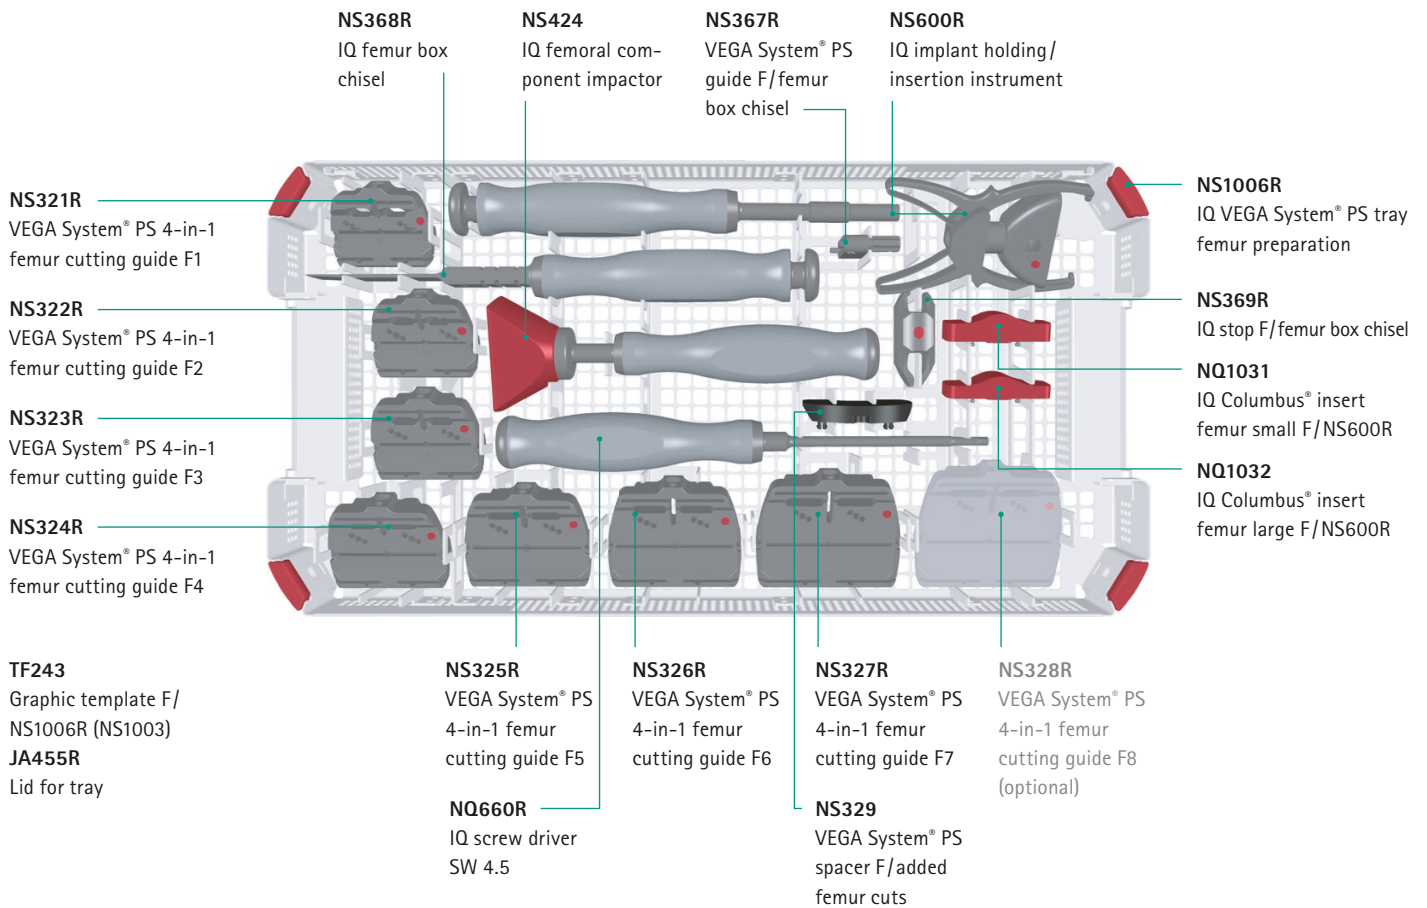 NS368R
IQ femur box
chisel
NS424
IQ femoral com-
ponent impactor
NS367R
VEGA System® PS
guide F/femur
box chisel
NS600R
IQ implant holding/
insertion instrument
NS321R
VEGA System® PS 4-in-1
femur cutting guide F1
NS322R
VEGA System® PS 4-in-1
femur cutting guide F2
NS323R
VEGA System® PS 4-in-1
femur cutting guide F3
NS324R
VEGA System® PS 4-in-1
femur cutting guide F4
NS1006R
IQ VEGA System® PS tray
femur preparation
NS369R
IQ stop F/femur box chisel
NQ1031
IQ Columbus® insert
femur small F/NS600R
NQ1032
IQ Columbus® insert
femur large F/NS600R
TF243
Graphic template F/
NS1006R (NS1003)
JA455R
Lid for tray
NS325R
VEGA System® PS
4-in-1 femur
cutting guide F5
NS326R
VEGA System® PS
4-in-1 femur
cutting guide F6
NS327R
VEGA System® PS
4-in-1 femur
cutting guide F7
NS328R
VEGA System® PS
4-in-1 femur
cutting guide F8
(optional)
NQ660R
IQ screw driver
SW 4.5
NS329
VEGA System® PS
spacer F/added
femur cuts